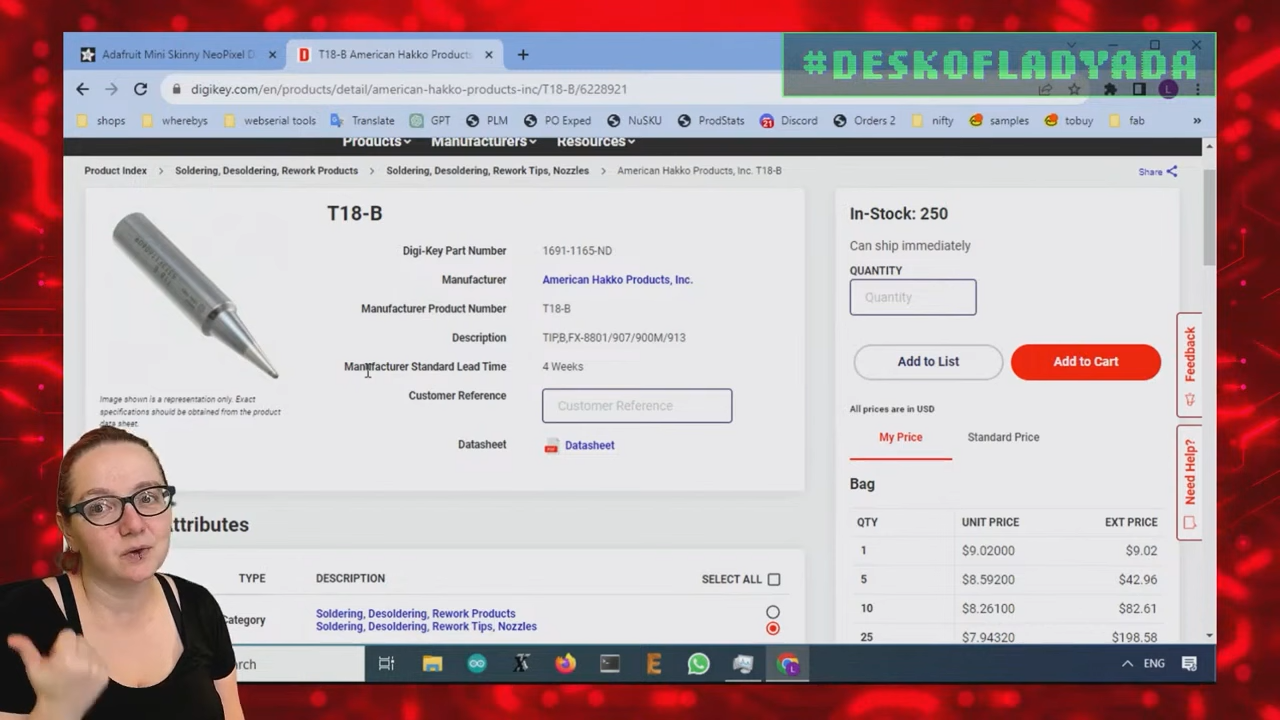 #DESKOFLADYADA
Adafruit Mini Skinny NeoPixel D
T18-B American Hakko Products
digikey.com/en/products/detail/american-hakko-products-inc/T18-B/6228921
shops
wherebys
webserial tools
Translate
GPT
PLM
PO Exped
NuSKU
ProdStats
21
Discord
Orders 2
nifty
samples
tobuy
fab
»
Products
Manufacturers
Resources
Product Index > Soldering, Desoldering, Rework Products > Soldering, Desoldering, Rework Tips, Nozzles > American Hakko Products, Inc. T18-B
Share
T18-B
Digi-Key Part Number 1691-1165-ND
Manufacturer American Hakko Products, Inc.
Manufacturer Product Number T18-B
Description TIP,B,FX-8801/907/900M/913
Manufacturer Standard Lead Time 4 Weeks
Customer Reference Customer Reference
Datasheet Datasheet
Image shown is a representation only. Exact
specifications should be obtained from the product
data sheet.
In-Stock: 250
Can ship immediately
QUANTITY
Quantity
Add to List
Add to Cart
All prices are in USD
My Price
Standard Price
Bag
QTY UNIT PRICE EXT PRICE
1 $9.02000 $9.02
5 $8.59200 $42.96
10 $8.26100 $82.61
25 $7.94320 $198.58
Feedback
Need Help?
ttributes
TYPE DESCRIPTION SELECT ALL
ategory
Soldering, Desoldering, Rework Products
Soldering, Desoldering, Rework Tips, Nozzles
rch
ENG